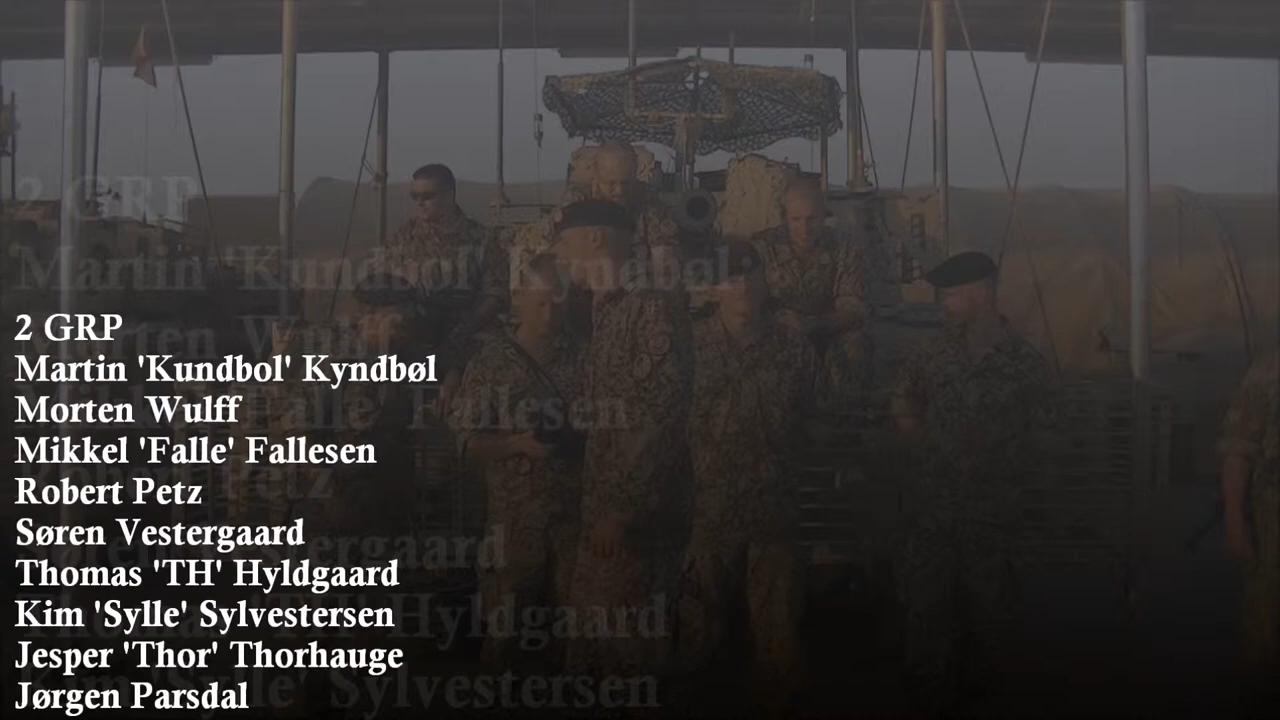 2 GRP
Martin 'Kundbol' Kyndbøl
Morten Wulff
Mikkel 'Falle' Fallesen
Robert Petz
Søren Vestergaard
Thomas 'TH' Hyldgaard
Kim 'Sylle' Sylvestersen
Jesper 'Thor' Thorhauge
Jørgen Parsdal